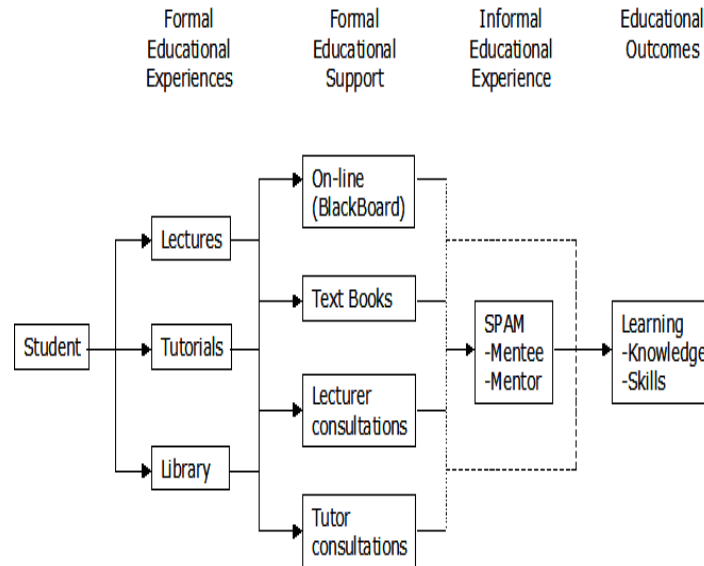 Formal
Educational
Experiences
Formal
Educational
Support
Informal
Educational
Experience
Educational
Outcomes
Student
Lectures
Tutorials
Library
On-line
(BlackBoard)
Text Books
Lecturer
consultations
Tutor
consultations
SPAM
-Mentee
-Mentor
Learning
-Knowledge
-Skills